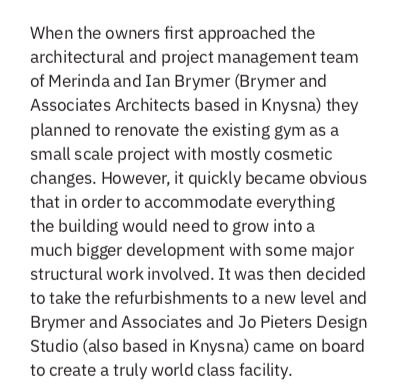 When the owners first approached the
architectural and project management team
of Merinda and Ian Brymer (Brymer and
Associates Architects based in Knysna) they
planned to renovate the existing gym as a
small scale project with mostly cosmetic
changes. However, it quickly became obvious
that in order to accommodate everything
the building would need to grow into a
much bigger development with some major
structural work involved. It was then decided
to take the refurbishments to a new level and
Brymer and Associates and Jo Pieters Design
Studio (also based in Knysna) came on board
to create a truly world class facility.